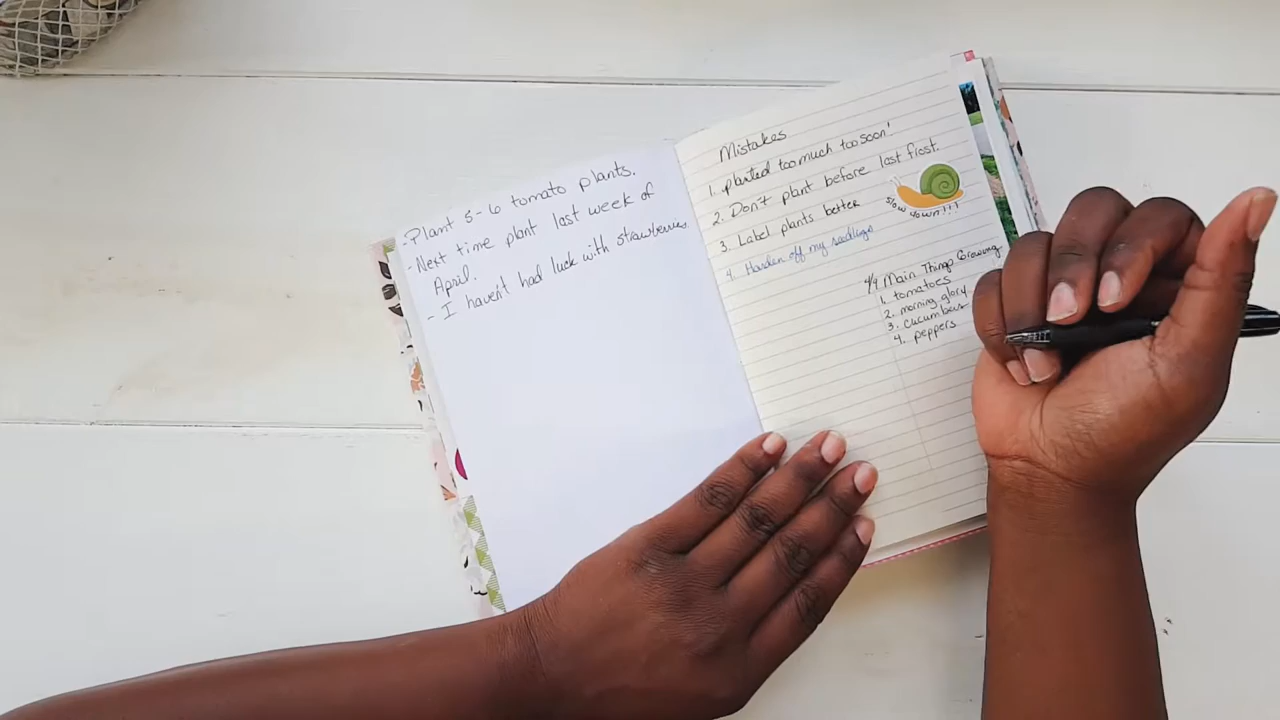 - Plant 5-6 tomato plants.
- Next time plant last week of
April.
- I haven't had luck with strawberries.
Mistakes
1. planted too much too soon!
2. Don't plant before last frost.
3. Label plants better
4. Harden off my seedlings
slow down!!!
4/9 Main Things Growing
1. tomatoes
2. morning glory
3. cucumbers
4. peppers